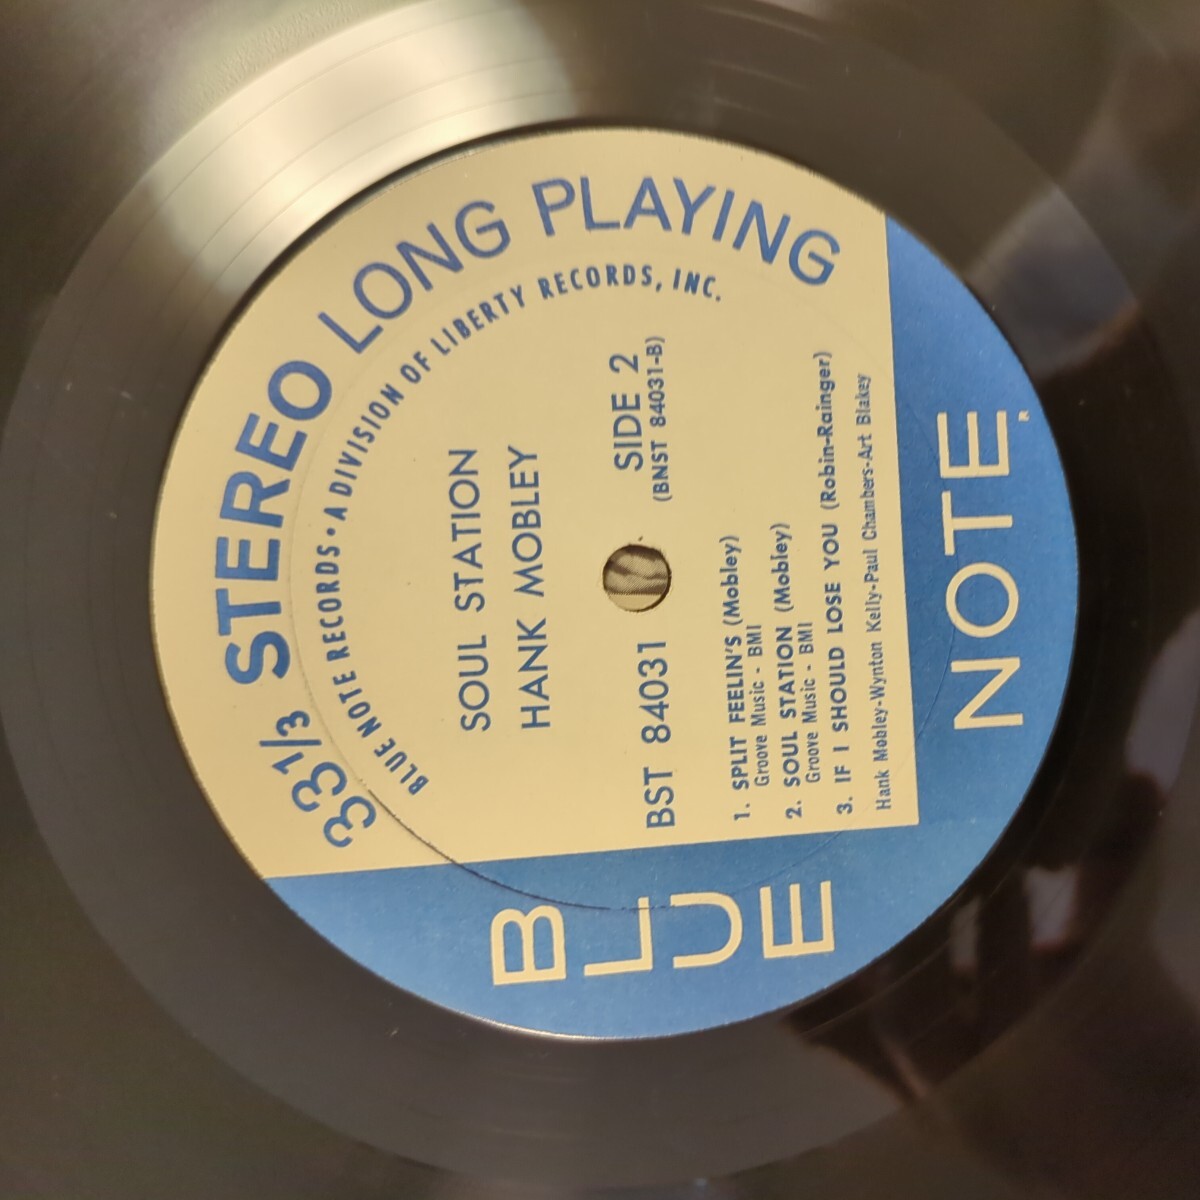 33 1/3 STEREO LONG PLAYING
BLUE NOTE RECORDS • A DIVISION OF LIBERTY RECORDS, INC.
SOUL STATION
HANK MOBLEY
BST 84031 SIDE 2
(BNST 84031-B)
1. SPLIT FEELIN'S (Mobley)
Groove Music - BMI
2. SOUL STATION (Mobley)
Groove Music - BMI
3. IF I SHOULD LOSE YOU (Robin-Rainger)
Hank Mobley-Wynton Kelly-Paul Chambers-Art Blakey
BLUE
NOTE
R